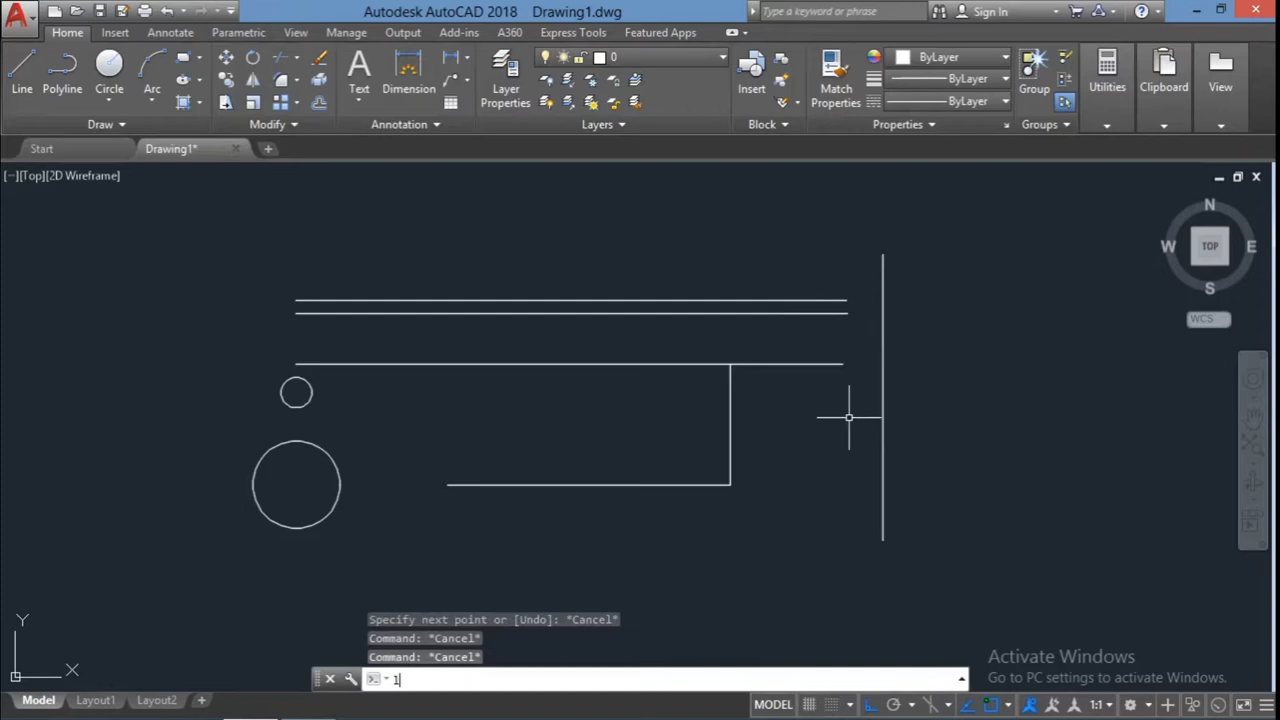 Autodesk AutoCAD 2018 Drawing1.dwg
Type a keyword or phrase
Sign In
Home Insert Annotate Parametric View Manage Output Add-ins A360 Express Tools Featured Apps
Line Polyline Circle Arc
Text Dimension
Layer Properties
0
Insert
Match Properties
ByLayer
ByLayer
ByLayer
Group
Utilities
Clipboard
View
Draw Modify Annotation Layers Block Properties Groups
Start Drawing1*
[−][Top][2D Wireframe]
N
W TOP E
S
WCS
Y
X
Specify next point or [Undo]: *Cancel*
Command: *Cancel*
Command: *Cancel*
l
Activate Windows
Go to PC settings to activate Windows.
Model Layout1 Layout2
MODEL 1:1